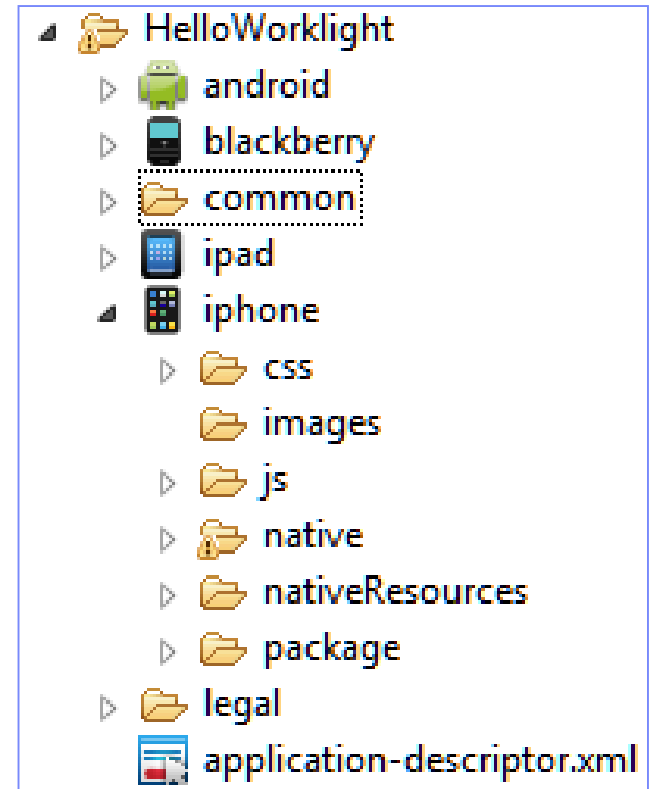 HelloWorklight
android
blackberry
common
ipad
iphone
css
images
js
native
nativeResources
package
legal
application-descriptor.xml